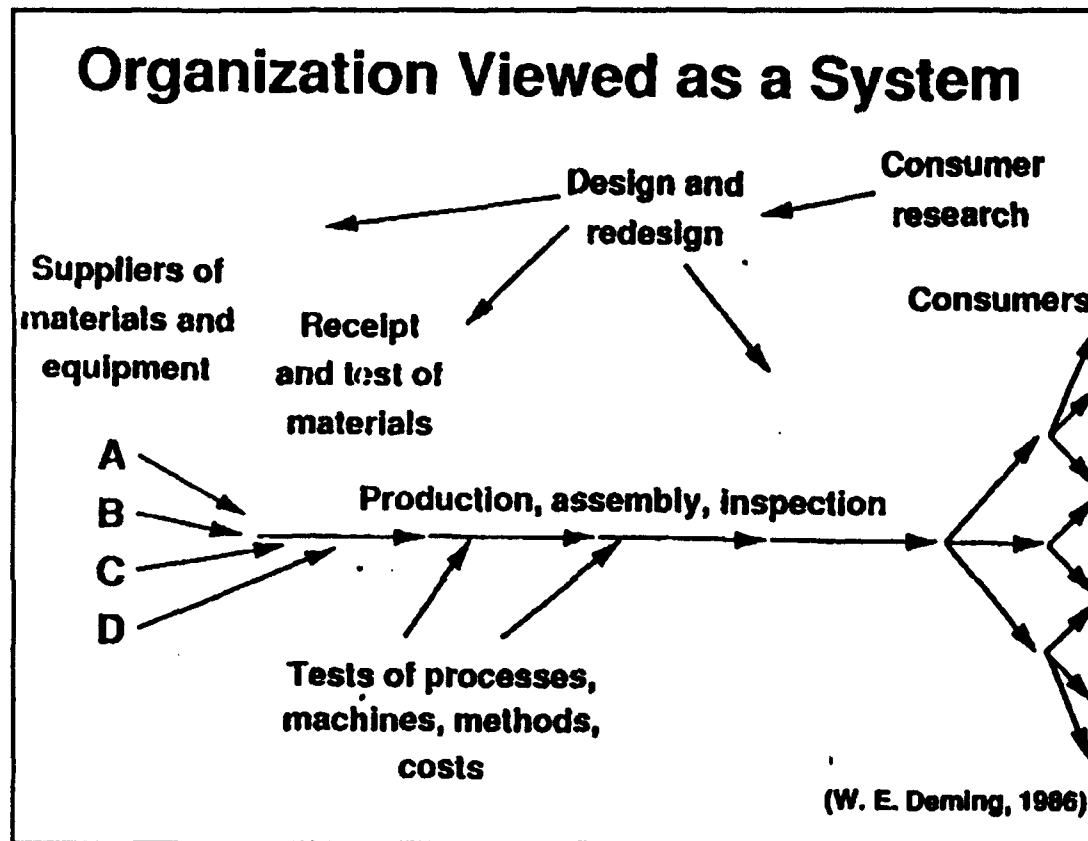 Organization Viewed as a System
Consumer
research
Design and
redesign
Suppliers of
materials and
equipment
Receipt
and test of
materials
Consumers
A
B
C
D
Production, assembly, inspection
Tests of processes,
machines, methods,
costs
(W. E. Deming, 1986)